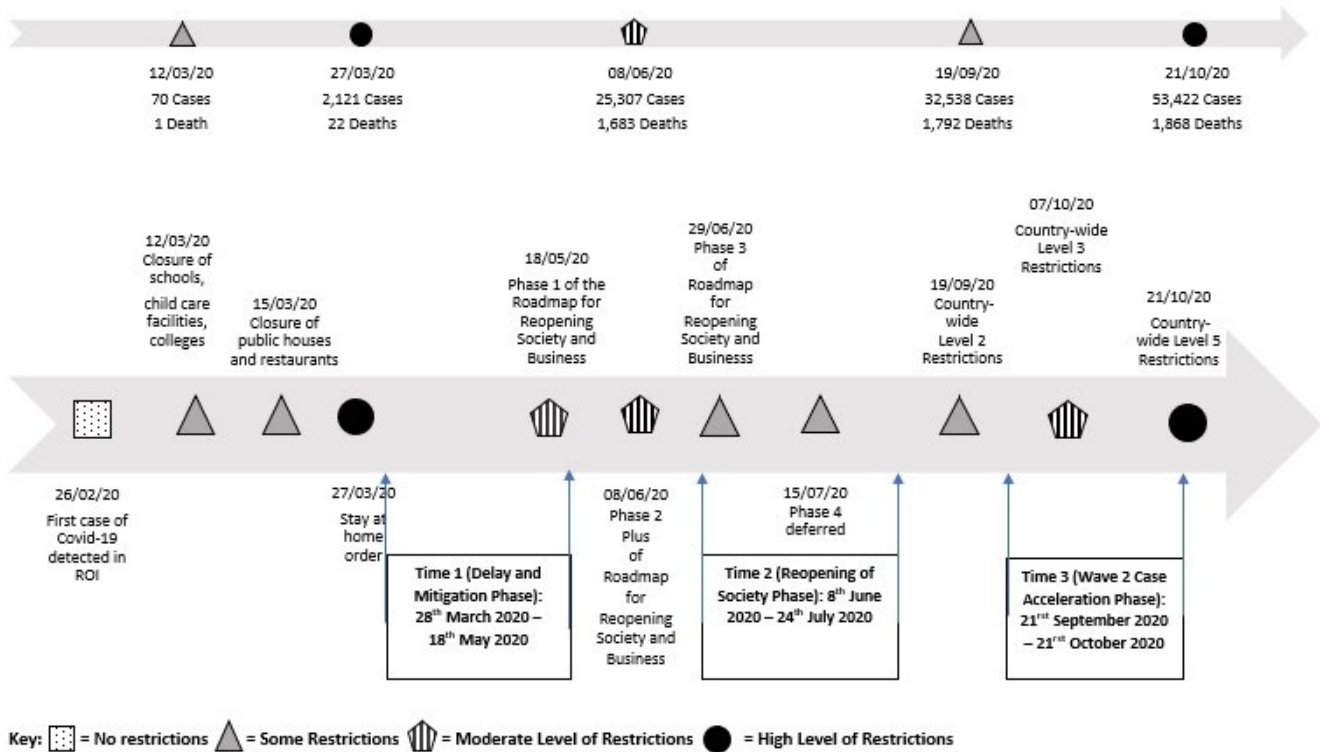 12/03/20
70 Cases
1 Death
27/03/20
2,121 Cases
22 Deaths
08/06/20
25,307 Cases
1,683 Deaths
19/09/20
32,538 Cases
1,792 Deaths
21/10/20
53,422 Cases
1,868 Deaths
12/03/20
Closure of
schools,
child care
facilities,
colleges
15/03/20
Closure of
public houses
and restaurants
18/05/20
Phase 1 of the
Roadmap for
Reopening
Society and
Business
29/06/20
Phase 3
of
Roadmap
for
Reopening
Society and
Businesss
19/09/20
Country-
wide
Level 2
Restrictions
07/10/20
Country-wide
Level 3
Restrictions
21/10/20
Country-
wide Level 5
Restrictions
26/02/20
First case of
Covid-19
detected in
ROI
27/03/20
Stay at
home
order
Time 1 (Delay and
Mitigation Phase):
28th March 2020 –
18th May 2020
08/06/20
Phase 2
Plus
of
Roadmap
for
Reopening
Society and
Business
15/07/20
Phase 4
deferred
Time 2 (Reopening of
Society Phase): 8th June
2020 – 24th July 2020
Time 3 (Wave 2 Case
Acceleration Phase):
21rst September 2020
– 21rst October 2020
Key: = No restrictions = Some Restrictions = Moderate Level of Restrictions = High Level of Restrictions